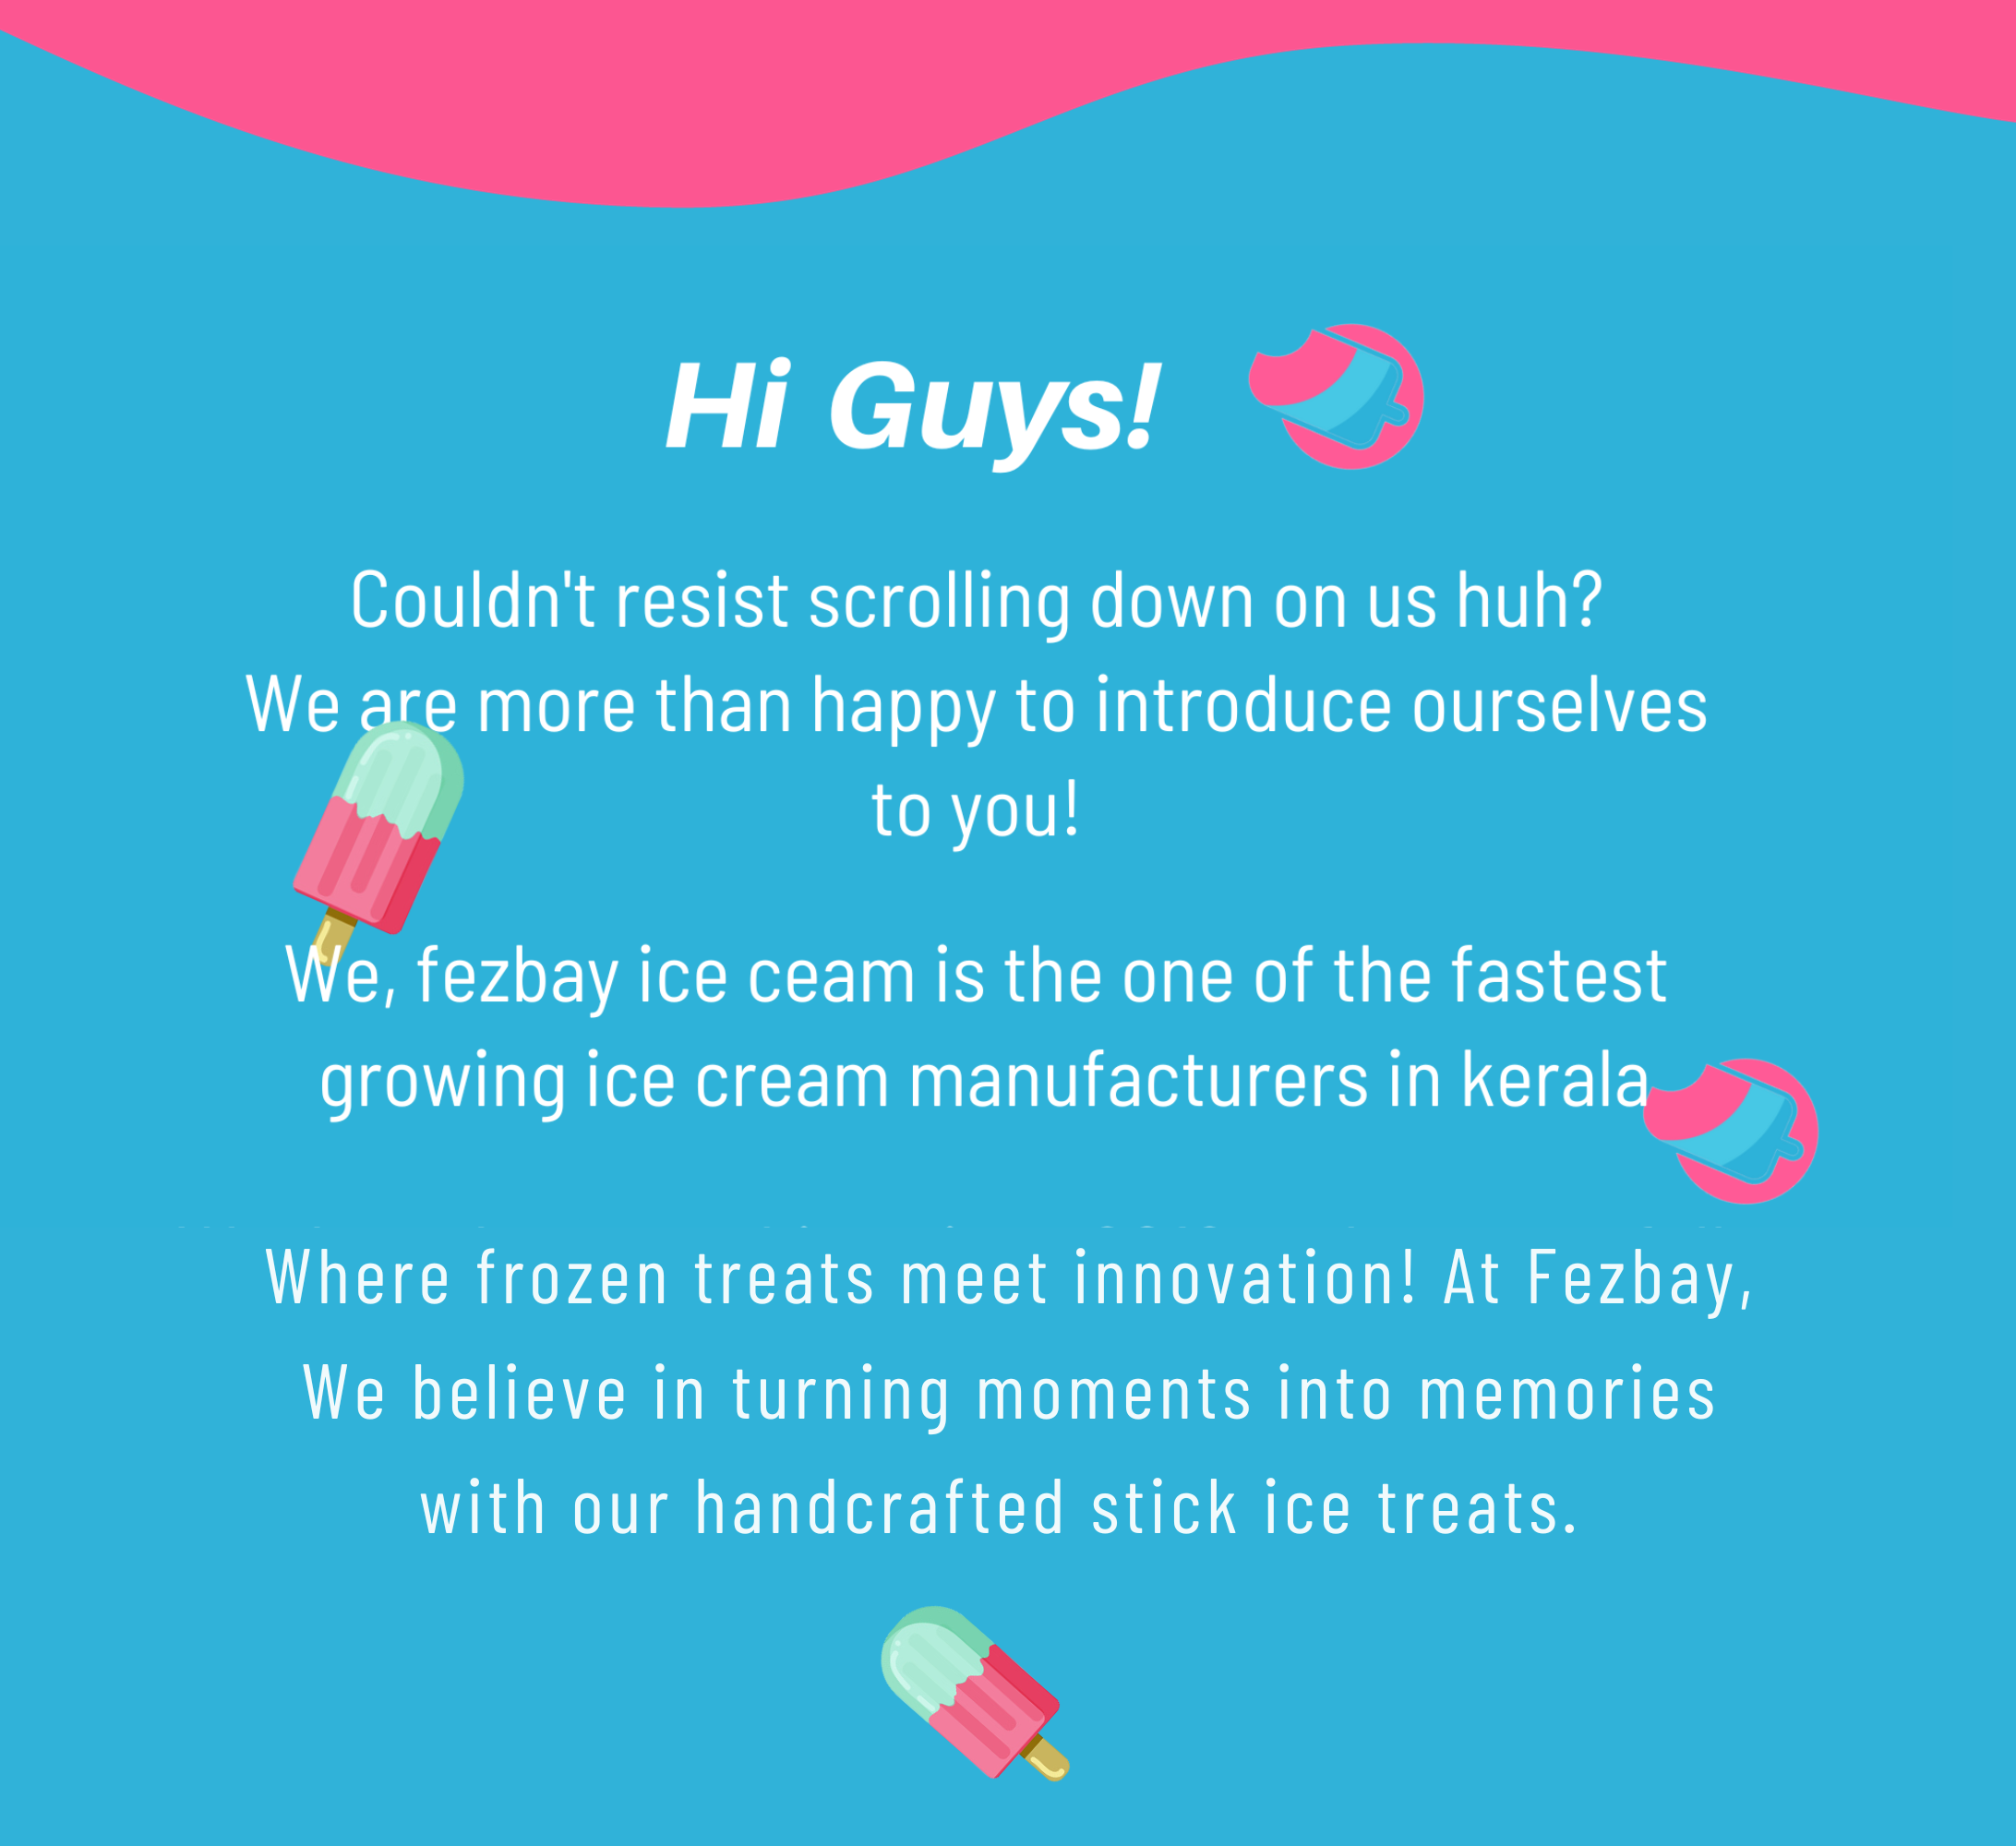 Hi Guys!
Couldn't resist scrolling down on us huh?
We are more than happy to introduce ourselves
to you!
We, fezbay ice ceam is the one of the fastest
growing ice cream manufacturers in kerala
Where frozen treats meet innovation! At Fezbay,
We believe in turning moments into memories
with our handcrafted stick ice treats.